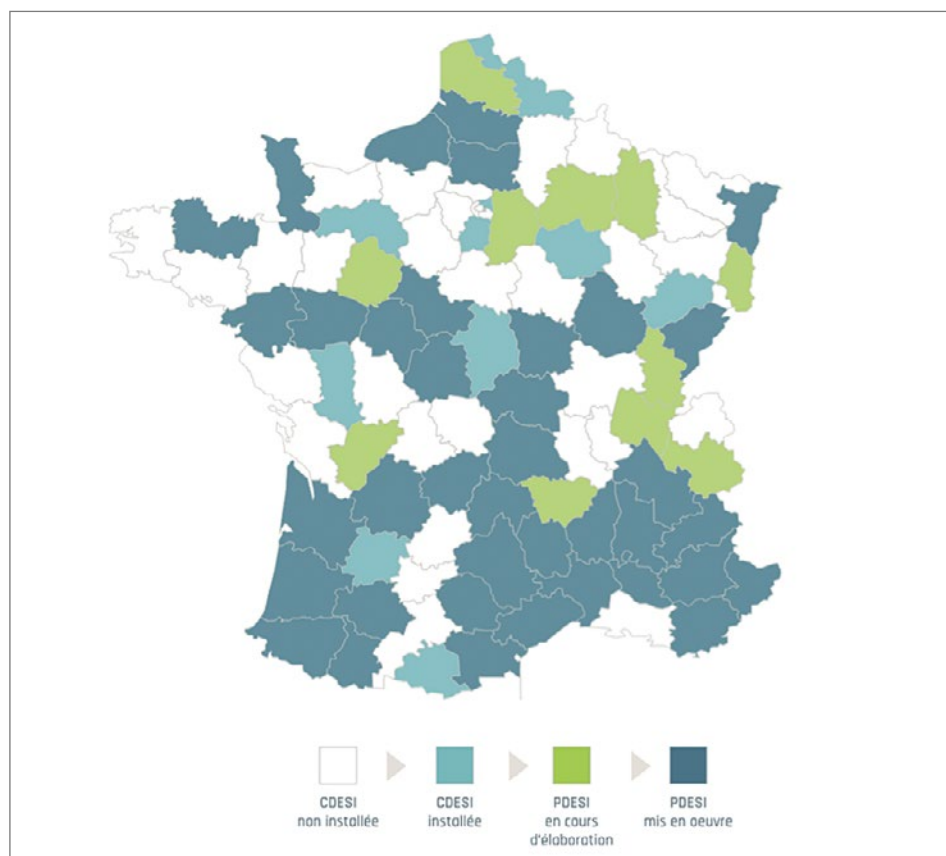 CDESI
non installée
CDESI
installée
PDESI
en cours
d'élaboration
PDESI
mis en oeuvre